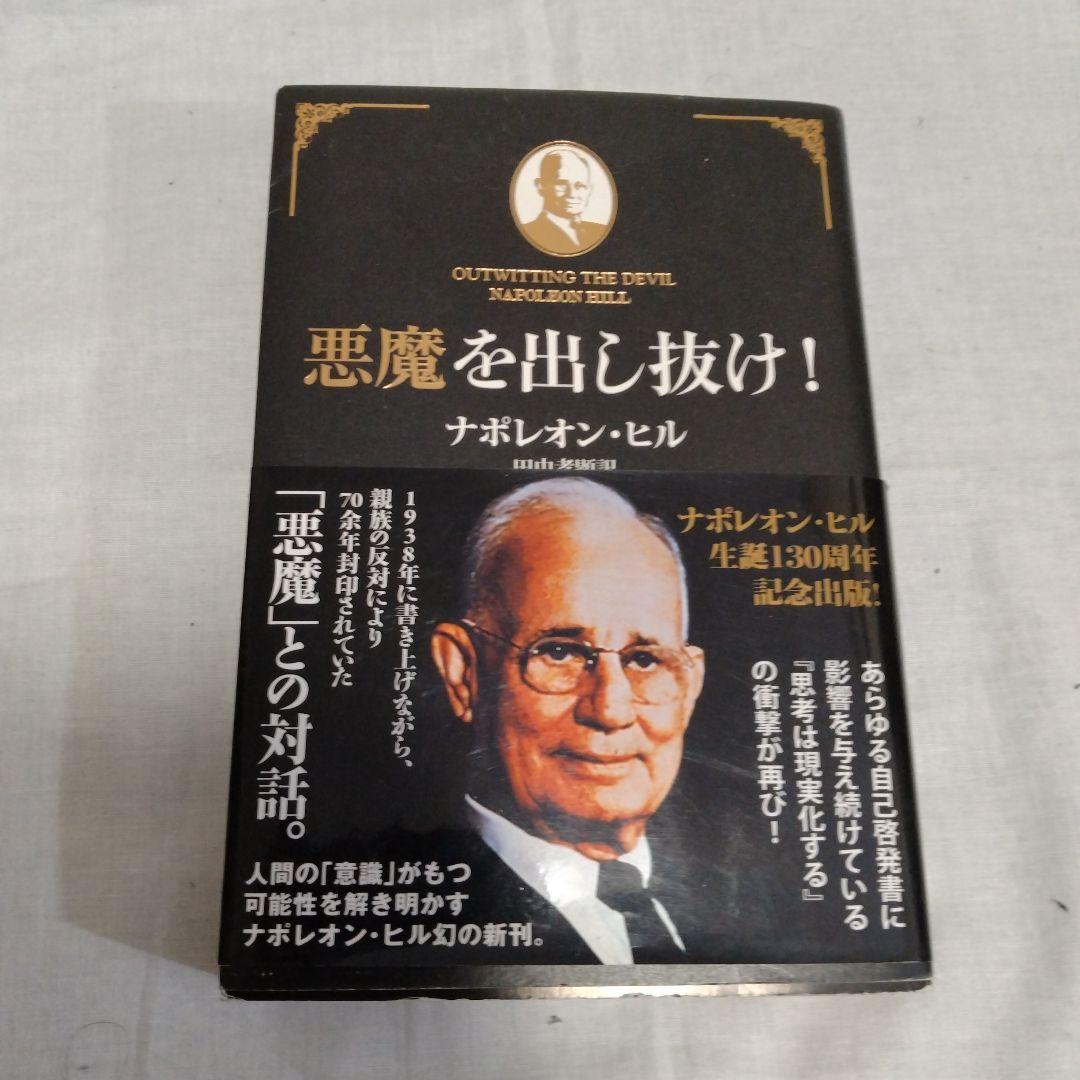 OUTWITTING THE DEVIL
NAPOLEON HILL
悪魔を出し抜け！
ナポレオン・ヒル
田中孝顕訳
ナポレオン・ヒル
生誕130周年
記念出版！
あらゆる自己啓発書に
影響を与え続けている
『思考は現実化する』
の衝撃が再び！
1938年に書き上げながら、
親族の反対により
70余年封印されていた
「悪魔」との対話。
人間の「意識」がもつ
可能性を解き明かす
ナポレオン・ヒル幻の新刊。